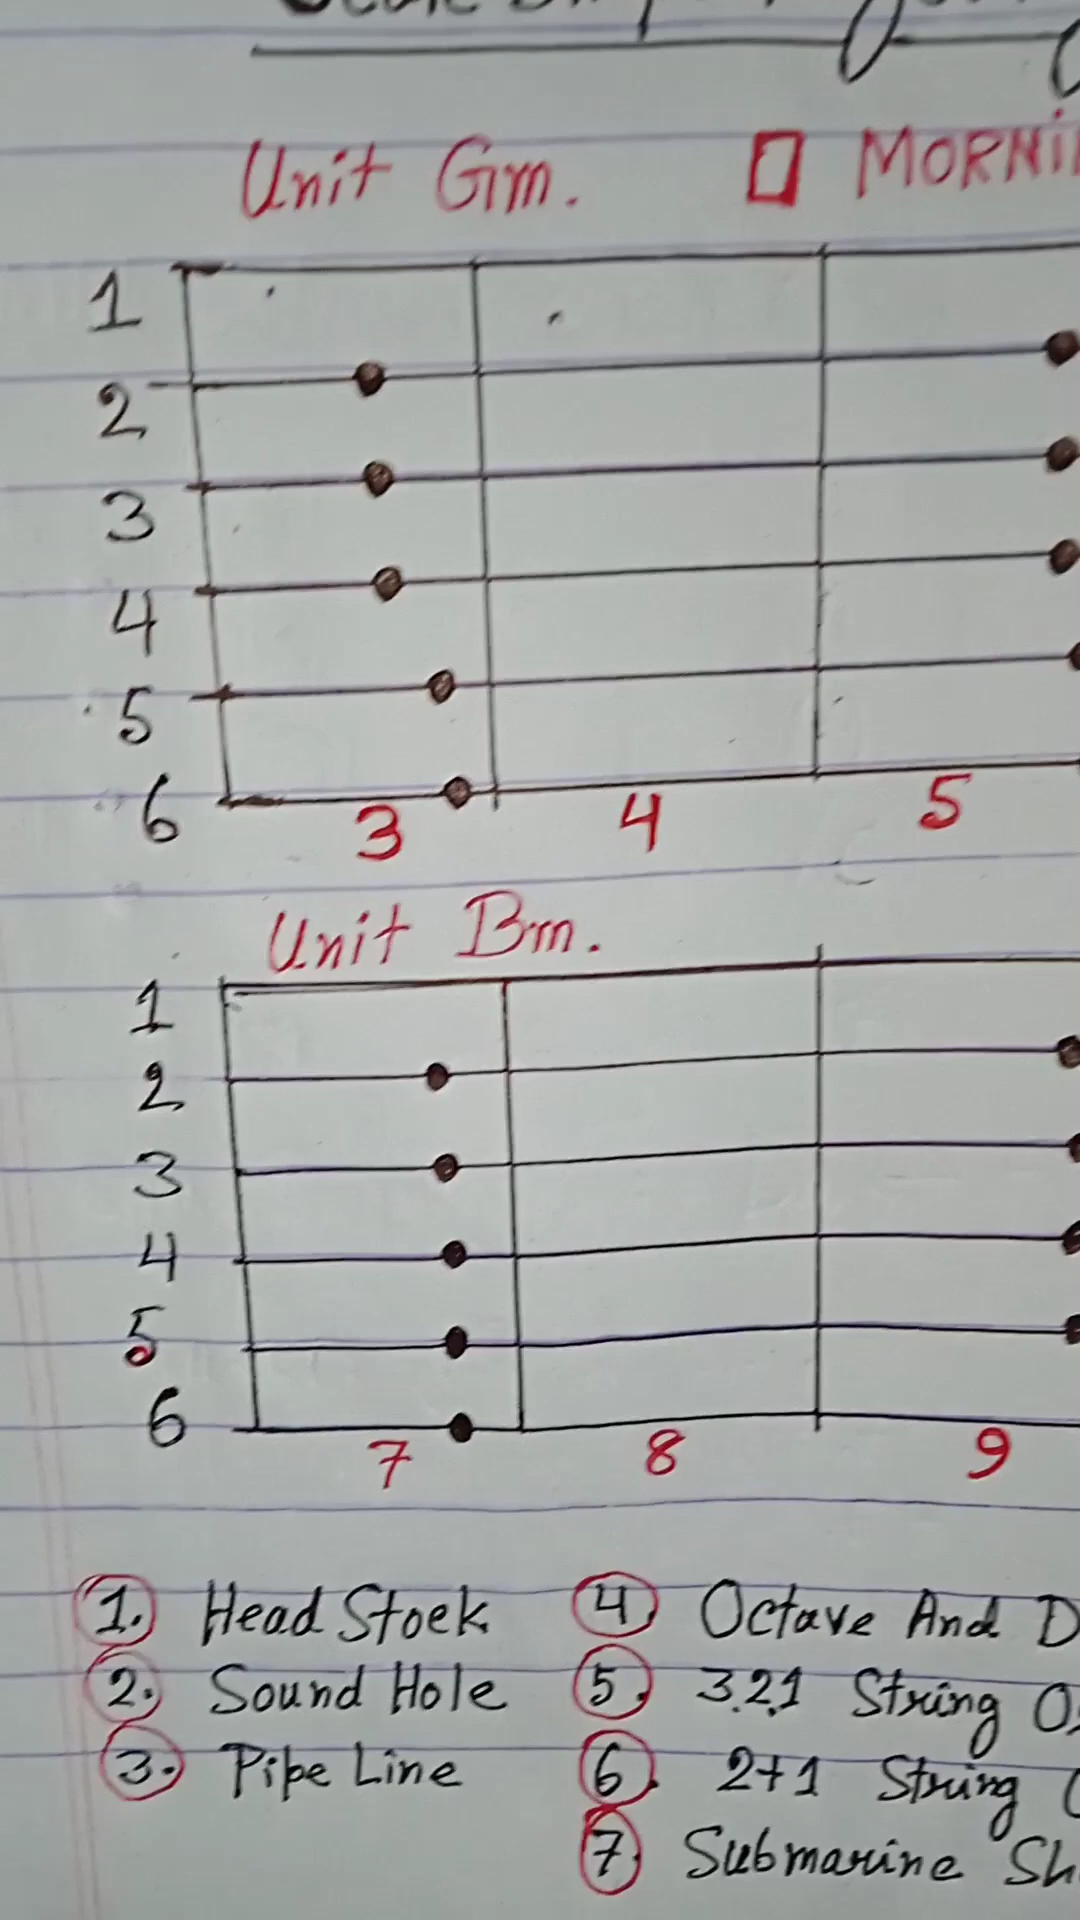 Unit Gm. MORNI
1
2
3
4
5
6
3 4 5
Unit Bm.
1
2
3
4
5
6
7 8 9
1. Head Stock 4. Octave And D
2. Sound Hole 5. 3.2.1 String
3. Pipe Line 6. 2+1 String
7. Submarine Sh